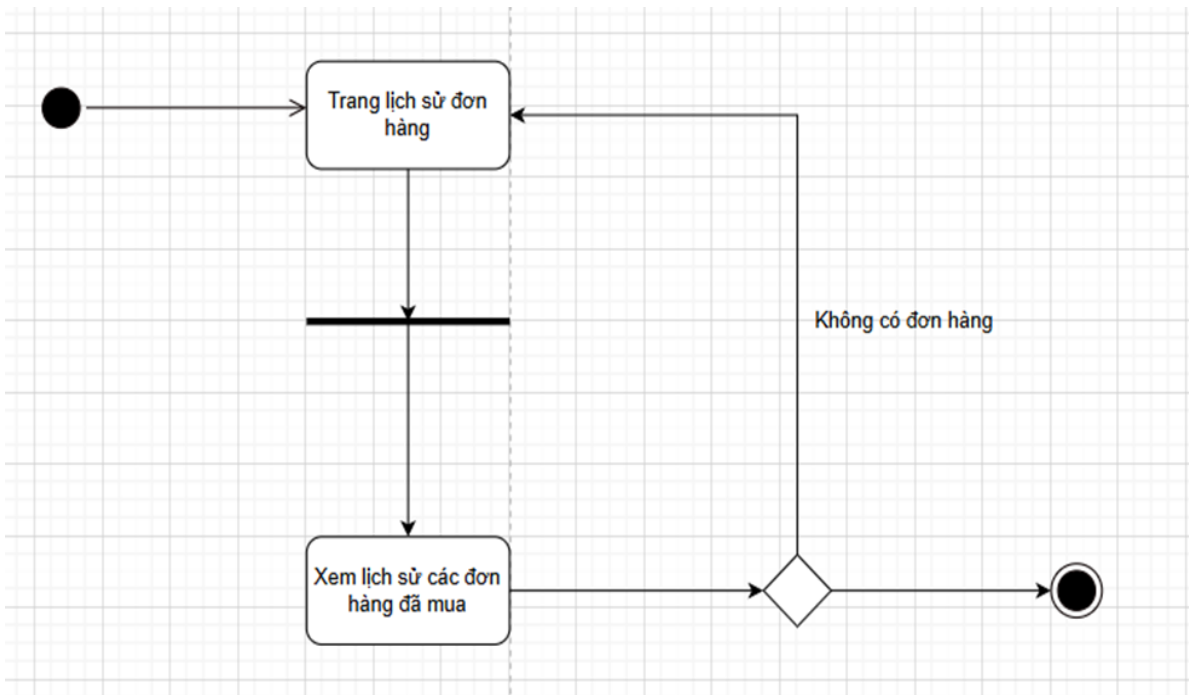 Trang lịch sử đơn
hàng
Không có đơn hàng
Xem lịch sử các đơn
hàng đã mua